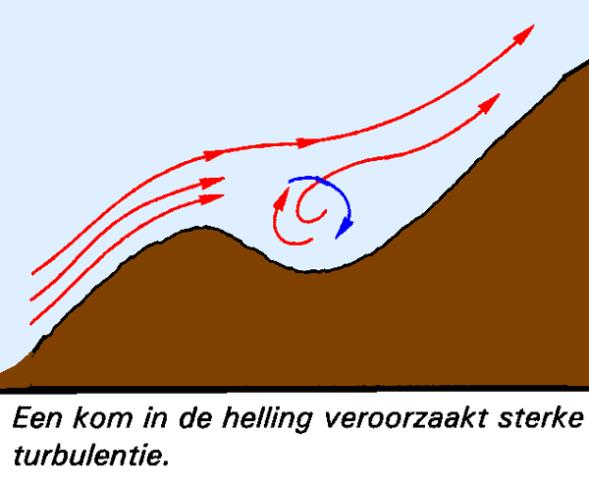 Een kom in de helling veroorzaakt sterke
turbulentie.